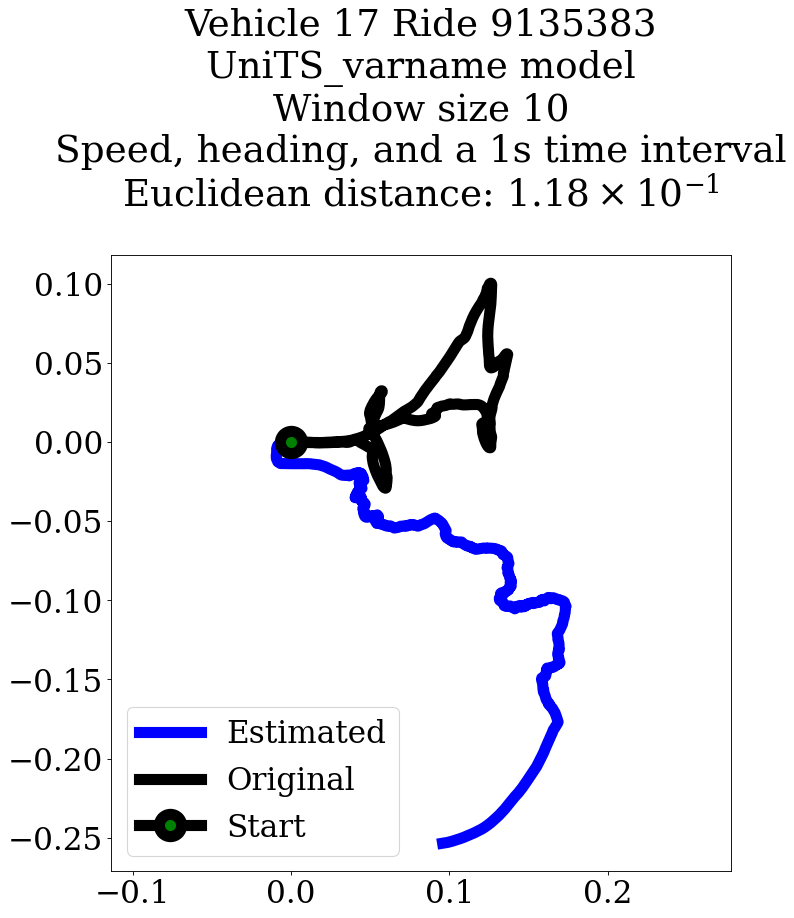 Vehicle 17 Ride 9135383
UniTS_varname model
Window size 10
Speed, heading, and a 1s time interval
Euclidean distance: 1.18 × 10⁻¹
0.10
0.05
0.00
−0.05
−0.10
−0.15
−0.20
−0.25
Estimated
Original
Start
−0.1 0.0 0.1 0.2